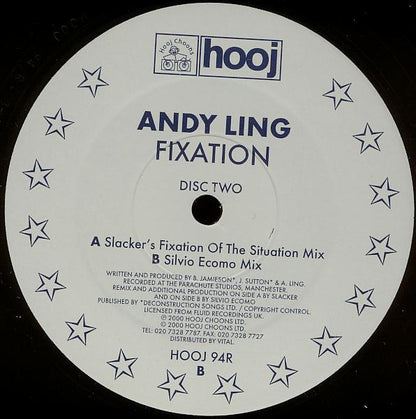 Hooj Choons
hooj
ANDY LING
FIXATION
DISC TWO
A Slacker's Fixation Of The Situation Mix
B Silvio Ecomo Mix
WRITTEN AND PRODUCED BY B. JAMIESON*, J. SUTTON* & A. LING.
RECORDED AT THE PARACHUTE STUDIOS, MANCHESTER.
REMIX AND ADDITIONAL PRODUCTION ON SIDE A BY SLACKER
AND ON SIDE B BY SILVIO ECOMO
PUBLISHED BY *DECONSTRUCTION SONGS LTD. / COPYRIGHT CONTROL.
LICENSED FROM FLUID RECORDINGS UK.
℗ 2000 HOOJ CHOONS LTD.
© 2000 HOOJ CHOONS LTD.
TEL: 020 7328 7787. FAX: 020 7328 7727
DISTRIBUTED BY VITAL.
HOOJ 94R
B